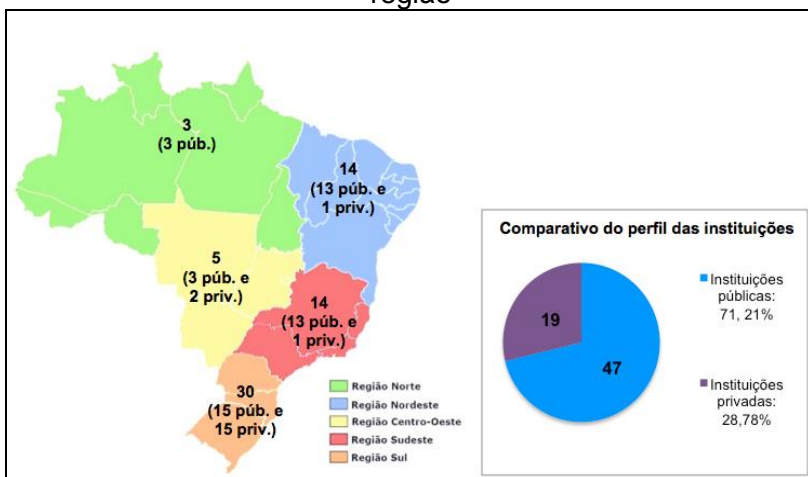 região
3
(3 púb.)
14
(13 púb. e
1 priv.)
5
(3 púb. e
2 priv.)
14
(13 púb. e
1 priv.)
30
(15 púb. e
15 priv.)
Região Norte
Região Nordeste
Região Centro-Oeste
Região Sudeste
Região Sul
Comparativo do perfil das instituições
19
47
Instituições
públicas:
71, 21%
Instituições
privadas:
28,78%